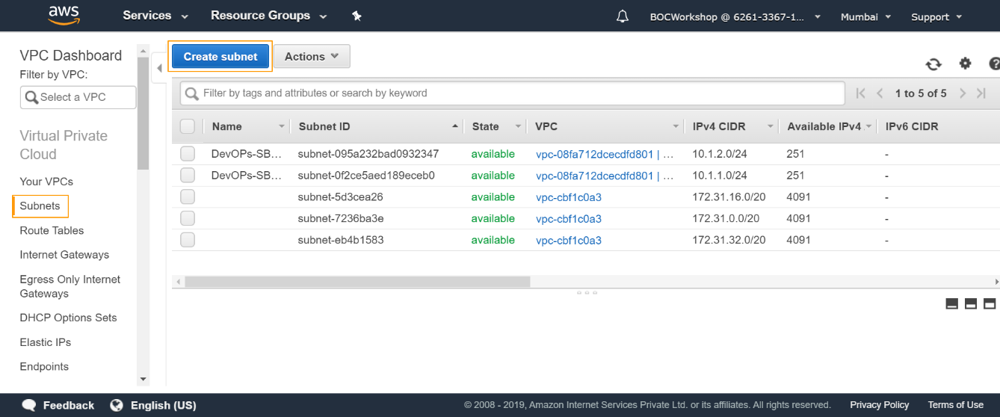 aws Services Resource Groups BOCWorkshop @ 6261-3367-1... Mumbai Support
VPC Dashboard
Filter by VPC:
Select a VPC
Virtual Private
Cloud
Your VPCs
Subnets
Route Tables
Internet Gateways
Egress Only Internet
Gateways
DHCP Options Sets
Elastic IPs
Endpoints
Create subnet Actions
Filter by tags and attributes or search by keyword 1 to 5 of 5
Name Subnet ID State VPC IPv4 CIDR Available IPv4 IPv6 CIDR
DevOPs-SB... subnet-095a232bad0932347 available vpc-08fa712dcecdfd801 | ... 10.1.2.0/24 251 -
DevOPs-SB... subnet-0f2ce5aed189eceb0 available vpc-08fa712dcecdfd801 | ... 10.1.1.0/24 251 -
subnet-5d3cea26 available vpc-cbf1c0a3 172.31.16.0/20 4091 -
subnet-7236ba3e available vpc-cbf1c0a3 172.31.0.0/20 4091 -
subnet-eb4b1583 available vpc-cbf1c0a3 172.31.32.0/20 4091 -
Feedback English (US) © 2008 - 2019, Amazon Internet Services Private Ltd. or its affiliates. All rights reserved. Privacy Policy Terms of Use